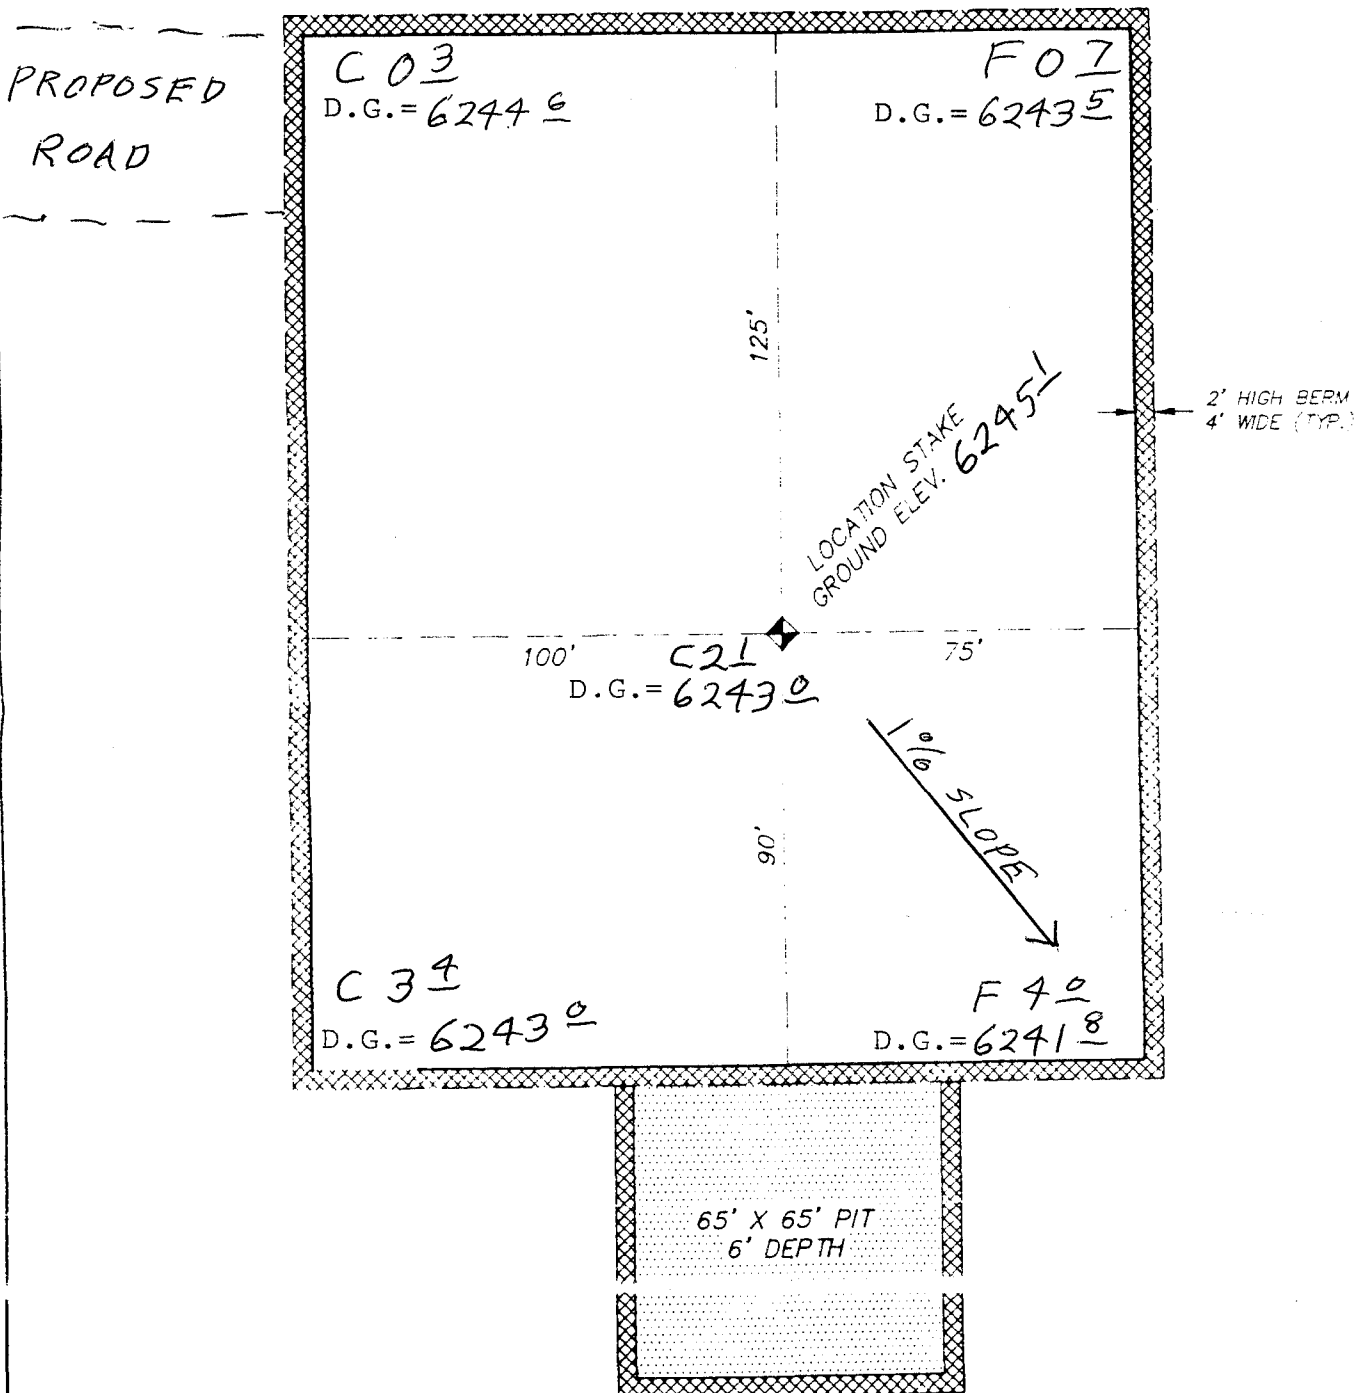 PROPOSED
ROAD
C 0 3
D.G.= 6244 6
F 0 7
D.G.= 6243 5
125'
2' HIGH BERM
4' WIDE (TYP.)
LOCATION STAKE
GROUND ELEV. 6245 1
100'
75'
C 2 1
D.G.= 6243 0
1% SLOPE
90'
C 3 4
D.G.= 6243 0
F 4 0
D.G.= 6241 8
65' X 65' PIT
6' DEPTH